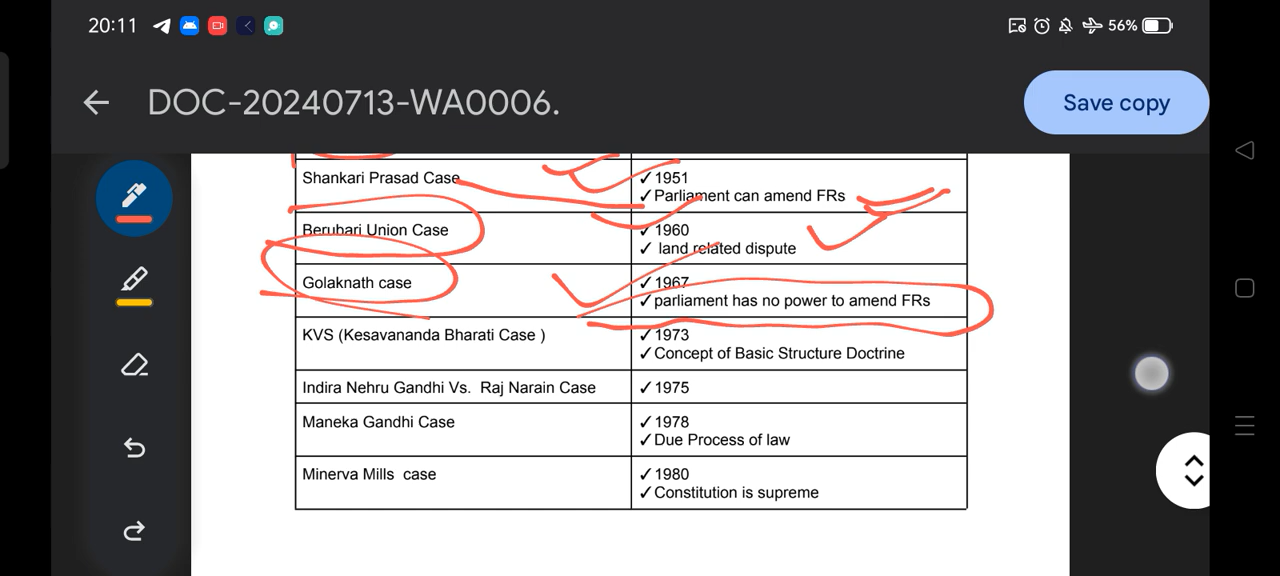 20:11
56%
DOC-20240713-WA0006.
Save copy
Shankari Prasad Case
✓1951
✓Parliament can amend FRs
Berubari Union Case
✓1960
✓ land related dispute
Golaknath case
✓1967
✓parliament has no power to amend FRs
KVS (Kesavananda Bharati Case )
✓1973
✓Concept of Basic Structure Doctrine
Indira Nehru Gandhi Vs.  Raj Narain Case
✓1975
Maneka Gandhi Case
✓1978
✓Due Process of law
Minerva Mills  case
✓1980
✓Constitution is supreme